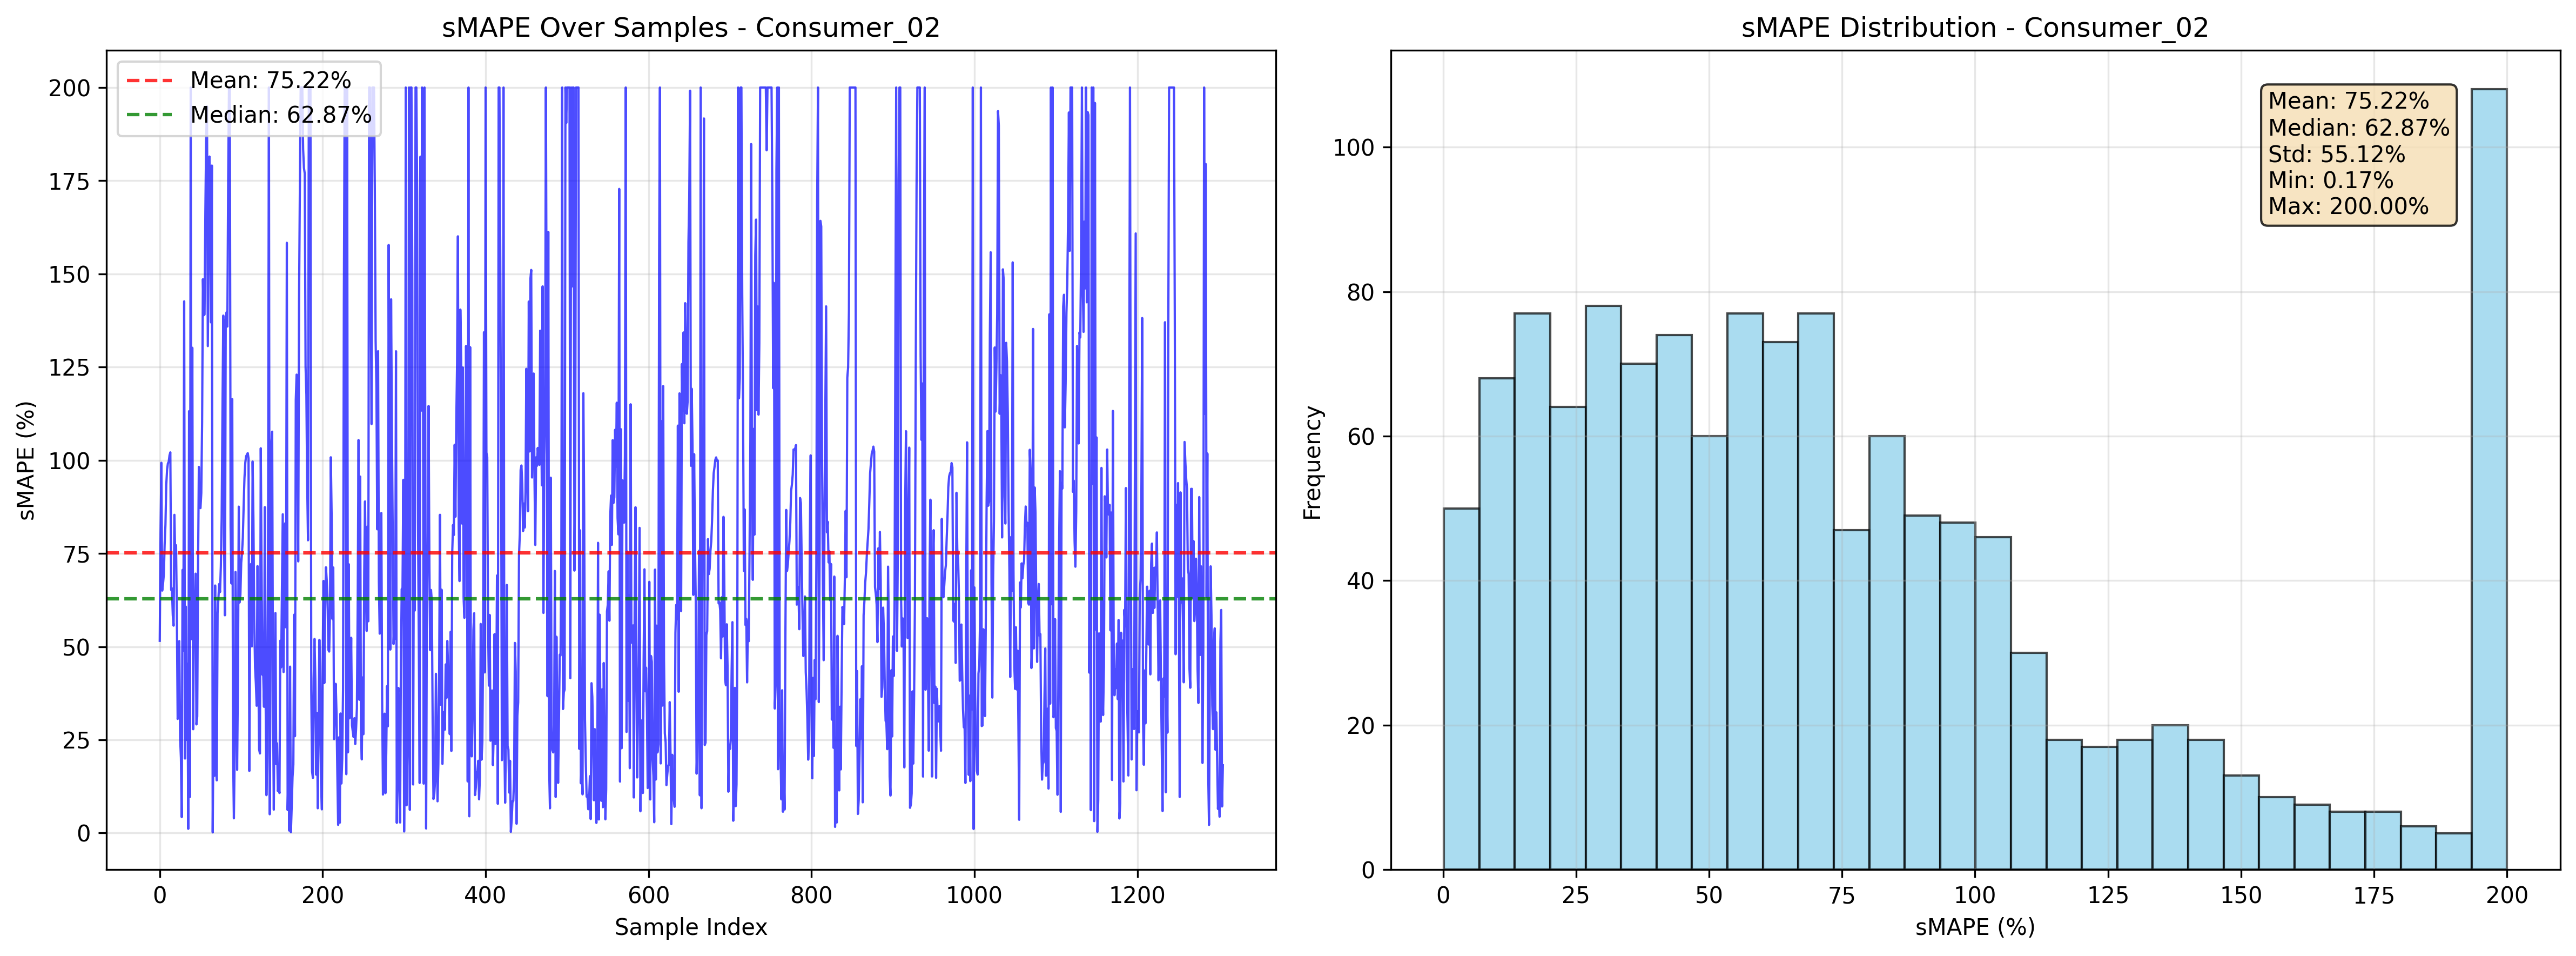 sMAPE Over Samples - Consumer_02
Mean: 75.22%
Median: 62.87%
200
175
150
125
100
75
50
25
0
sMAPE (%)
0
200
400
600
800
1000
1200
Sample Index
sMAPE Distribution - Consumer_02
Mean: 75.22%
Median: 62.87%
Std: 55.12%
Min: 0.17%
Max: 200.00%
100
80
60
40
20
0
Frequency
0
25
50
75
100
125
150
175
200
sMAPE (%)